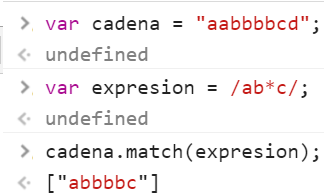 > var cadena = "aabbbbcd";
< undefined
> var expresion = /ab*c/;
< undefined
> cadena.match(expresion);
< ["abbbbc"]